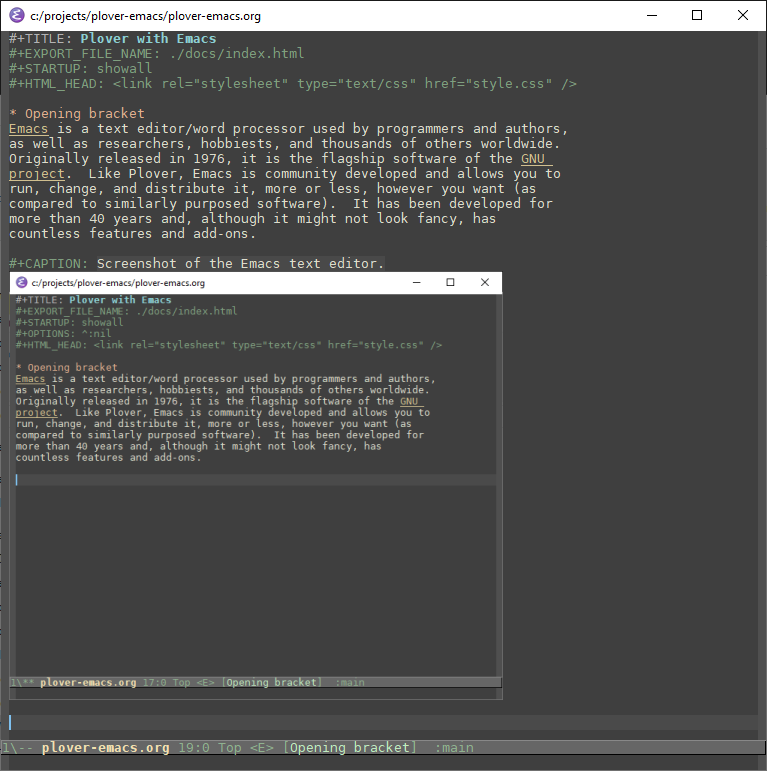 c:/projects/plover-emacs/plover-emacs.org
#+TITLE: Plover with Emacs
#+EXPORT_FILE_NAME: ./docs/index.html
#+STARTUP: showall
#+HTML_HEAD: <link rel="stylesheet" type="text/css" href="style.css" />
* Opening bracket
Emacs is a text editor/word processor used by programmers and authors,
as well as researchers, hobbiests, and thousands of others worldwide.
Originally released in 1976, it is the flagship software of the GNU
project.  Like Plover, Emacs is community developed and allows you to
run, change, and distribute it, more or less, however you want (as
compared to similarly purposed software).  It has been developed for
more than 40 years and, although it might not look fancy, has
countless features and add-ons.
#+CAPTION: Screenshot of the Emacs text editor.
c:/projects/plover-emacs/plover-emacs.org
#+TITLE: Plover with Emacs
#+EXPORT_FILE_NAME: ./docs/index.html
#+STARTUP: showall
#+OPTIONS: ^:nil
#+HTML_HEAD: <link rel="stylesheet" type="text/css" href="style.css" />
* Opening bracket
Emacs is a text editor/word processor used by programmers and authors,
as well as researchers, hobbiests, and thousands of others worldwide.
Originally released in 1976, it is the flagship software of the GNU
project.  Like Plover, Emacs is community developed and allows you to
run, change, and distribute it, more or less, however you want (as
compared to similarly purposed software).  It has been developed for
more than 40 years and, although it might not look fancy, has
countless features and add-ons.
1\** plover-emacs.org 17:0 Top <E> [Opening bracket]  :main
1\-- plover-emacs.org 19:0 Top <E> [Opening bracket]  :main